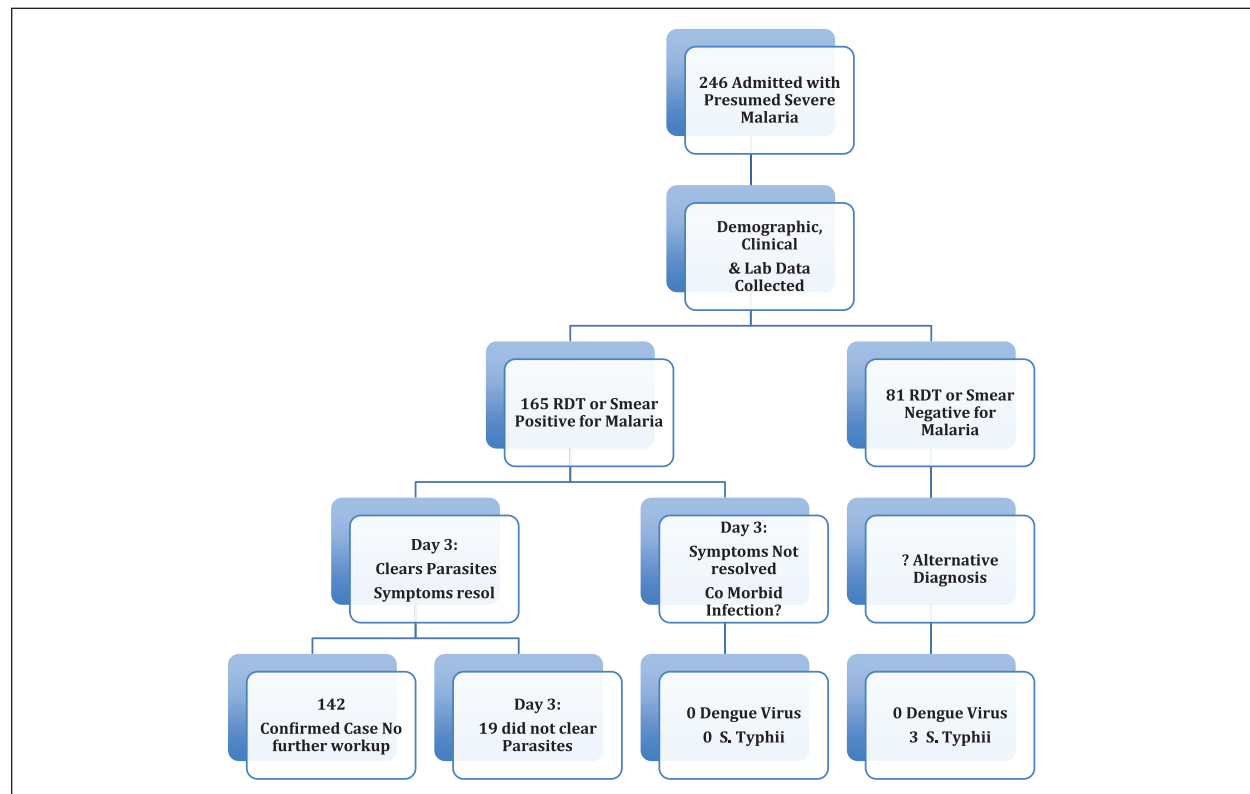 246 Admitted with
Presumed Severe
Malaria
Demographic,
Clinical
& Lab Data
Collected
165 RDT or Smear
Positive for Malaria
81 RDT or Smear
Negative for
Malaria
Day 3:
Clears Parasites
Symptoms resol
Day 3:
Symptoms Not
resolved
Co Morbid
Infection?
? Alternative
Diagnosis
142
Confirmed Case No
further workup
Day 3:
19 did not clear
Parasites
0 Dengue Virus
0 S. Typhii
0 Dengue Virus
3 S. Typhii